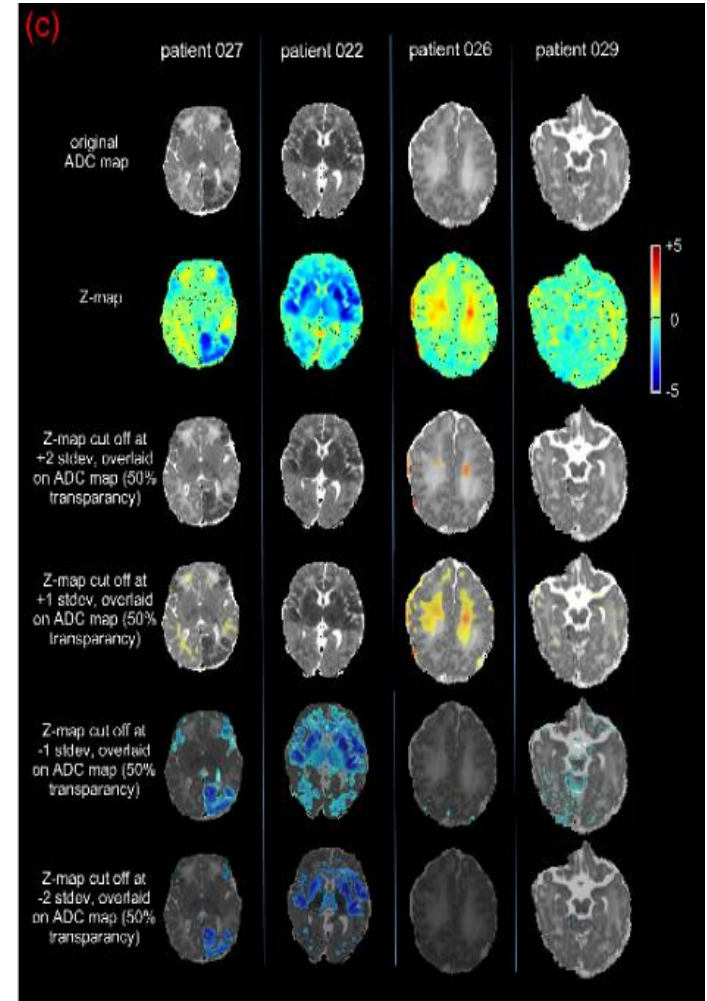 (c)
patient 027 patient 022 patient 026 patient 029
original
ADC map
Z-map
+5
0
-5
Z-map cut off at
+2 stdev, overlaid
on ADC map (50%
transparancy)
Z-map cut off at
+1 stdev, overlaid
on ADC map (50%
transparancy)
Z-map cut off at
-1 stdev, overlaid
on ADC map (50%
transparancy)
Z-map cut off at
-2 stdev, overlaid
on ADC map (50%
transparancy)